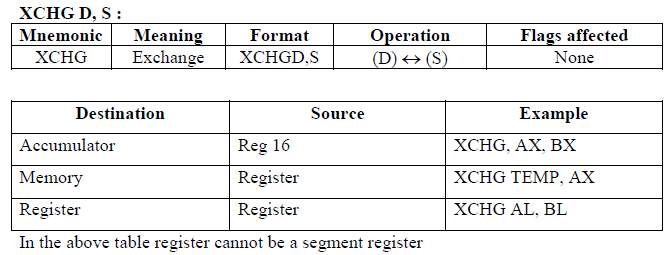 XCHG D, S :
Mnemonic Meaning Format Operation Flags affected
XCHG Exchange XCHGD,S (D) ↔ (S) None
Destination Source Example
Accumulator Reg 16 XCHG, AX, BX
Memory Register XCHG TEMP, AX
Register Register XCHG AL, BL
In the above table register cannot be a segment register